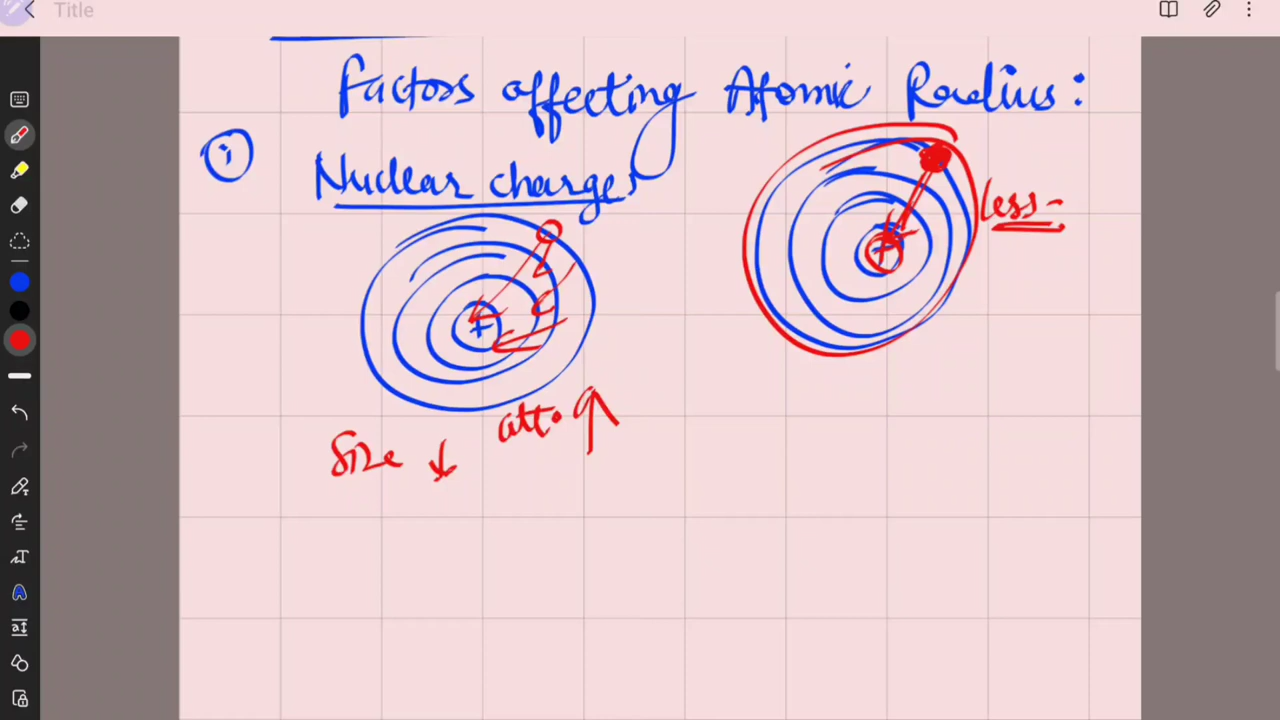 Title
Factors affecting Atomic Radius:
(i) Nuclear charge,
less-
att. ↑
Size ↓